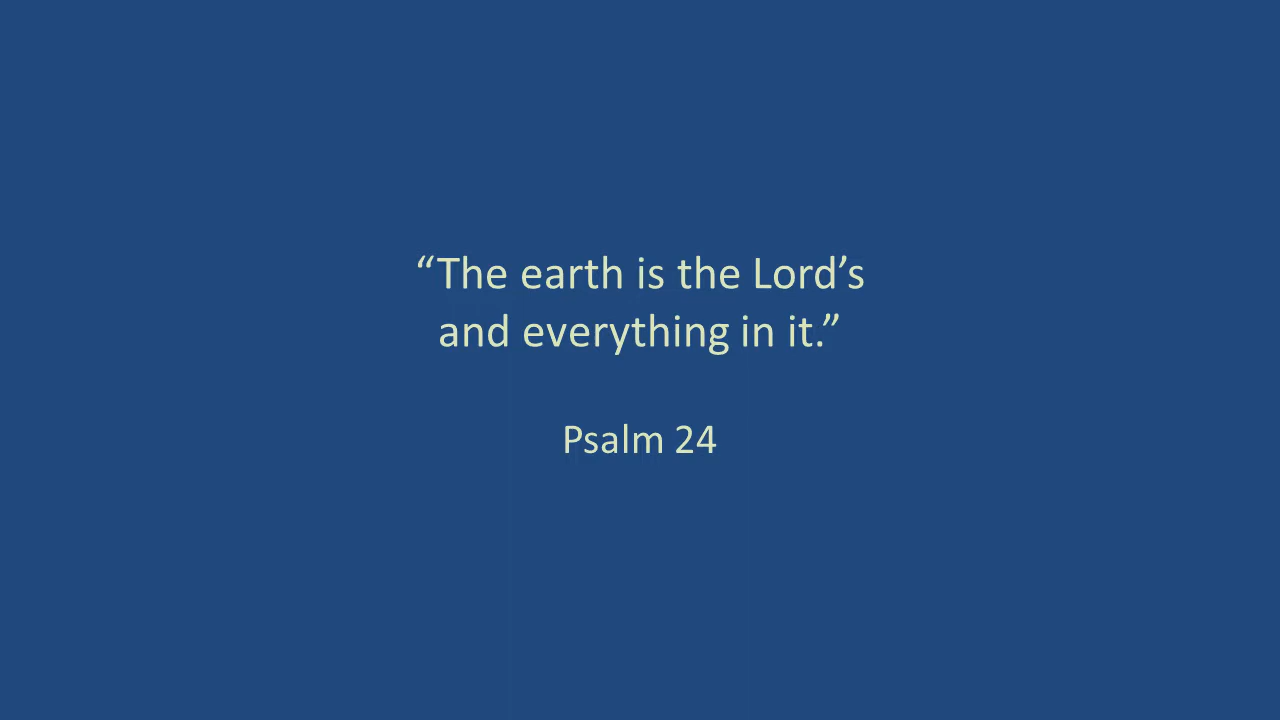 “The earth is the Lord’s
and everything in it.”
Psalm 24